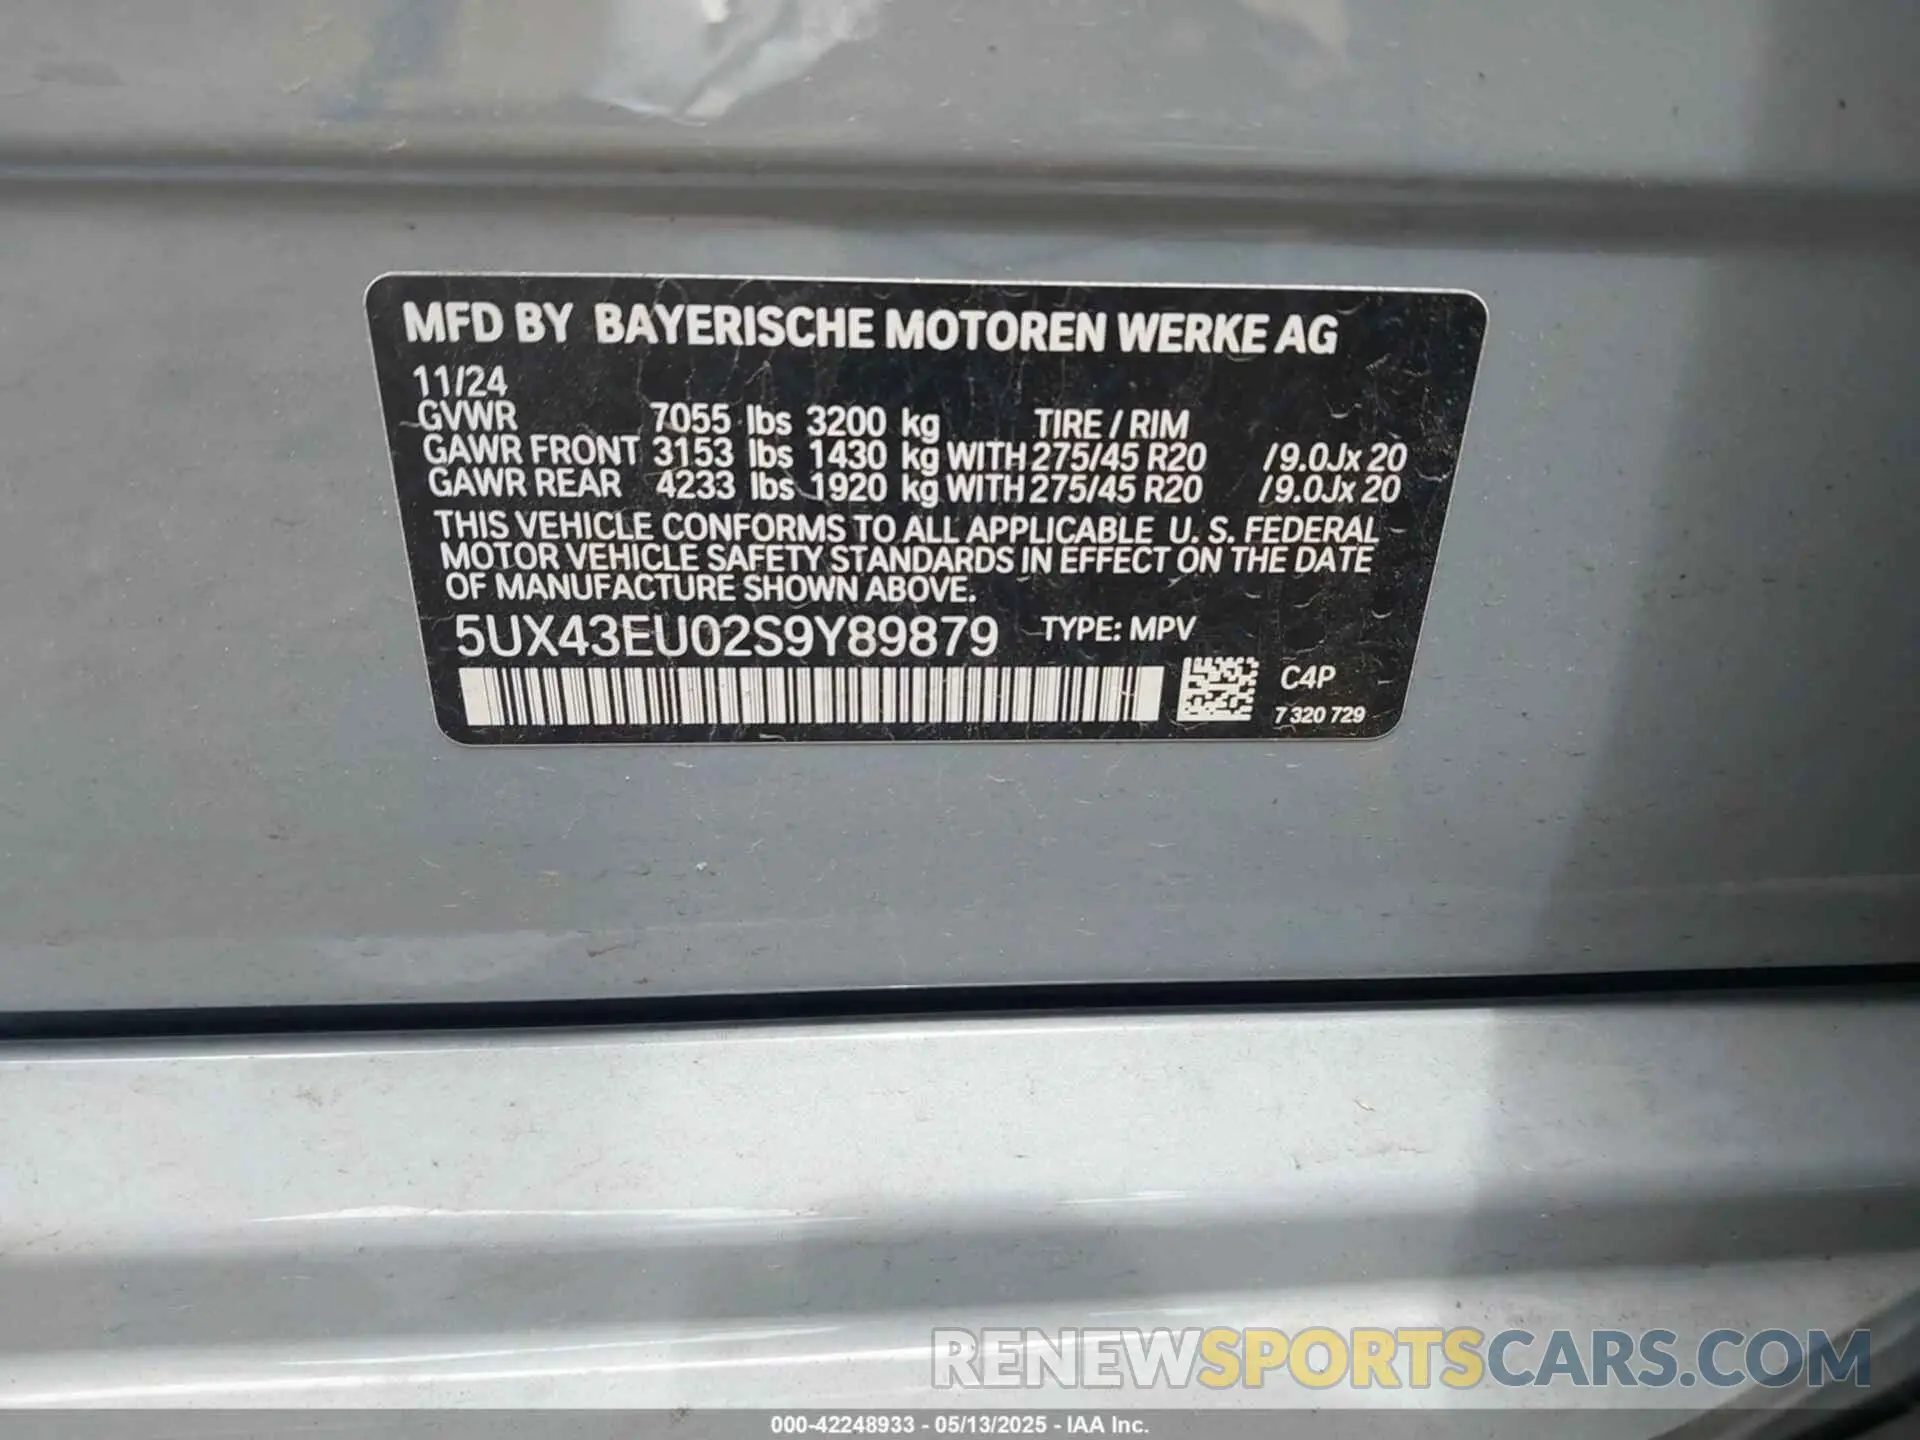 MFD BY BAYERISCHE MOTOREN WERKE AG
11/24
GVWR 7055 lbs 3200 kg TIRE / RIM
GAWR FRONT 3153 lbs 1430 kg WITH 275/45 R20 / 9.0Jx 20
GAWR REAR 4233 lbs 1920 kg WITH 275/45 R20 / 9.0Jx 20
THIS VEHICLE CONFORMS TO ALL APPLICABLE U. S. FEDERAL
MOTOR VEHICLE SAFETY STANDARDS IN EFFECT ON THE DATE
OF MANUFACTURE SHOWN ABOVE.
5UX43EU02S9Y89879 TYPE: MPV
C4P
7 320 729
RENEWSPORTSCARS.COM
000-42248933 - 05/13/2025 - IAA Inc.